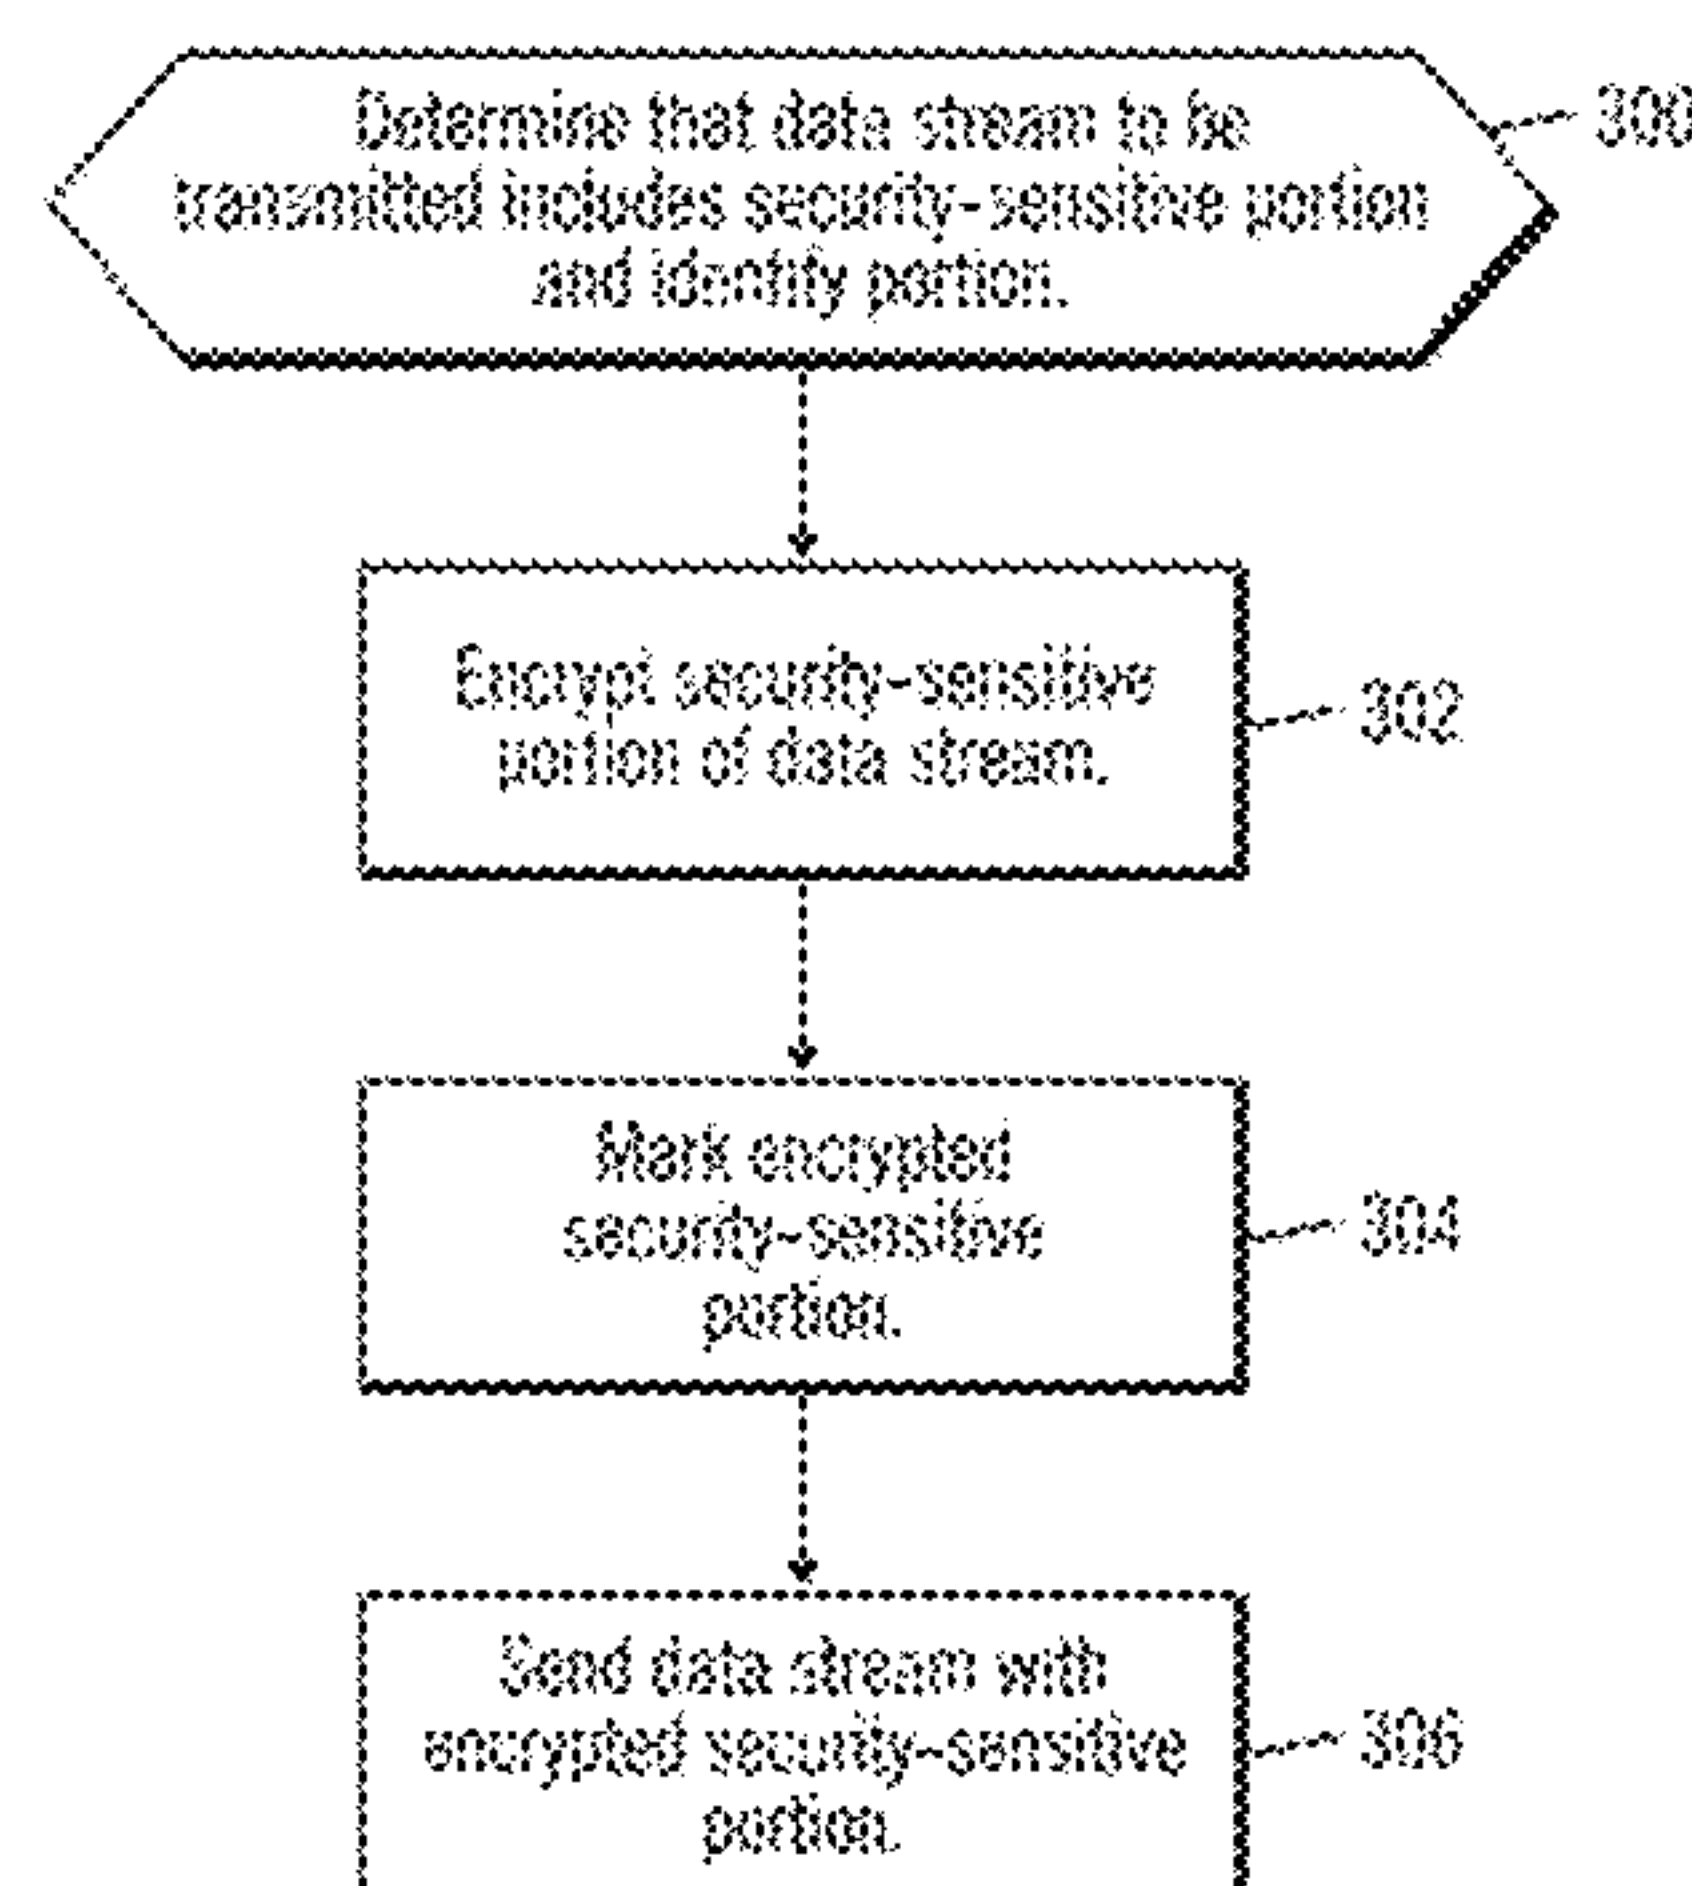 Determine that data stream to be
transmitted includes security-sensitive portion
and identify portion.
300
Encrypt security-sensitive
portion of data stream.
302
Mark encrypted
security-sensitive
portion.
304
Send data stream with
encrypted security-sensitive
portion.
306